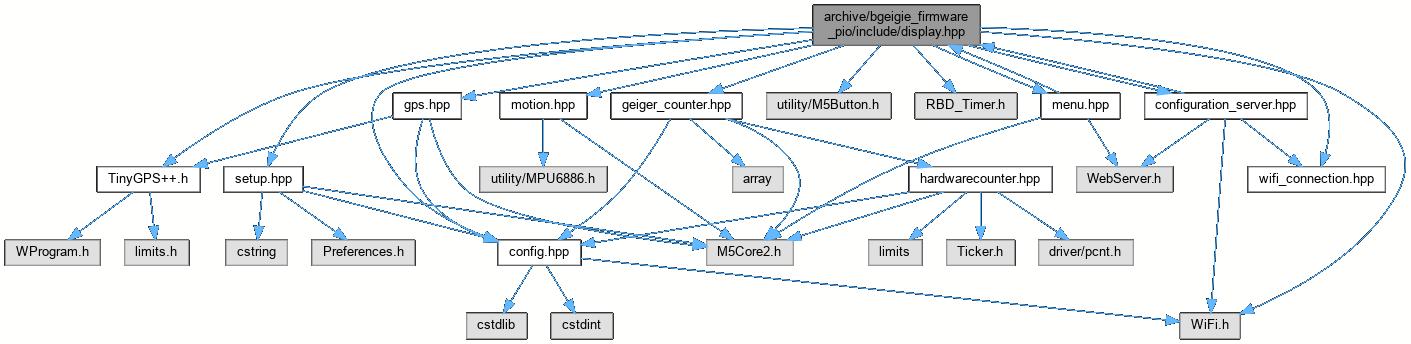 archive/bgeigie_firmware
_pio/include/display.hpp
gps.hpp
motion.hpp
geiger_counter.hpp
utility/M5Button.h
RBD_Timer.h
menu.hpp
configuration_server.hpp
TinyGPS++.h
setup.hpp
utility/MPU6886.h
array
hardwarecounter.hpp
WebServer.h
wifi_connection.hpp
WProgram.h
limits.h
cstring
Preferences.h
config.hpp
M5Core2.h
limits
Ticker.h
driver/pcnt.h
cstdlib
cstdint
WiFi.h